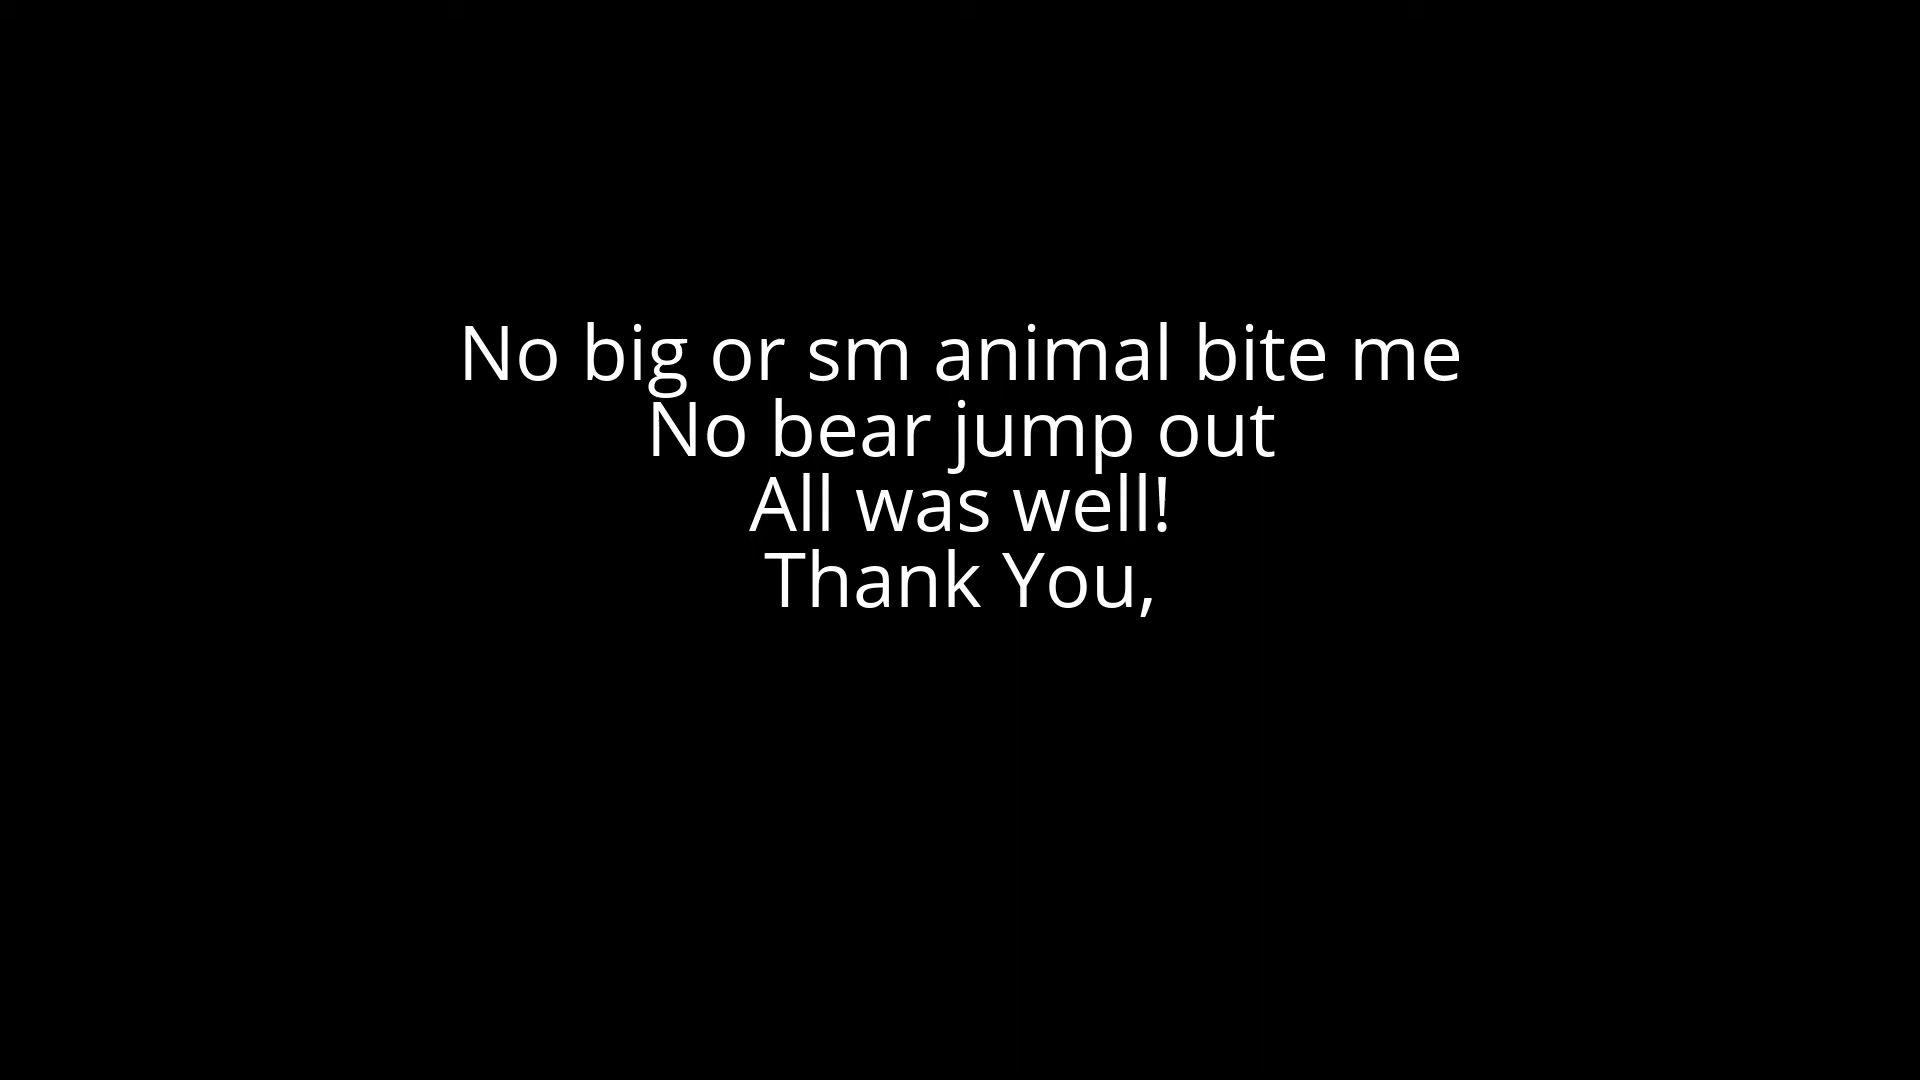 No big or sm animal bite me
No bear jump out
All was well!
Thank You,